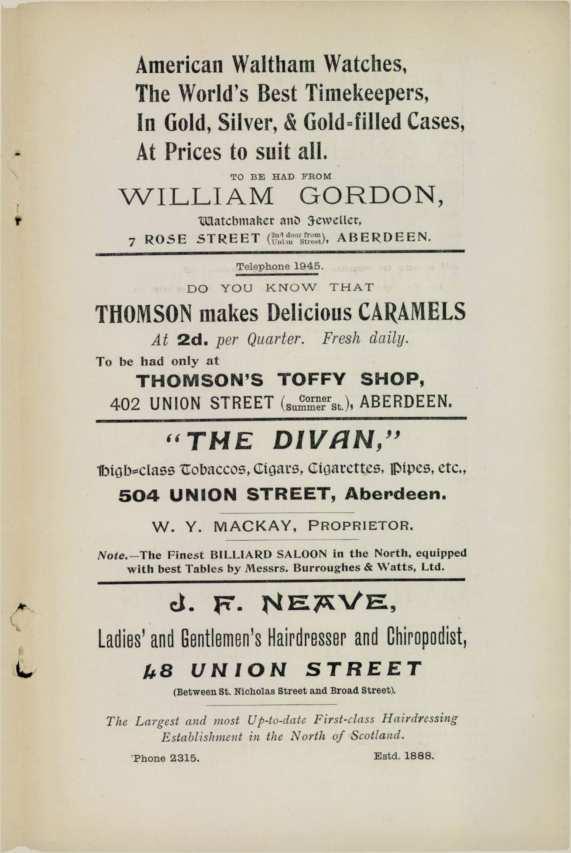 American Waltham Watches,
The World's Best Timekeepers,
In Gold, Silver, & Gold-filled Cases,
At Prices to suit all.
TO BE HAD FROM
WILLIAM GORDON,
Watchmaker and Jeweller,
7 ROSE STREET (2nd door from Union Street), ABERDEEN.
Telephone 1945.
DO YOU KNOW THAT
THOMSON makes Delicious CARAMELS
At 2d. per Quarter. Fresh daily.
To be had only at
THOMSON'S TOFFY SHOP,
402 UNION STREET (Corner Summer St.), ABERDEEN.
"THE DIVAN,"
High-class Tobaccos, Cigars, Cigarettes, Pipes, etc.,
504 UNION STREET, Aberdeen.
W. Y. MACKAY, PROPRIETOR.
Note.—The Finest BILLIARD SALOON in the North, equipped
with best Tables by Messrs. Burroughes & Watts, Ltd.
J. F. NEAVE,
Ladies' and Gentlemen's Hairdresser and Chiropodist,
48 UNION STREET
(Between St. Nicholas Street and Broad Street).
The Largest and most Up-to-date First-class Hairdressing
Establishment in the North of Scotland.
'Phone 2315. Estd. 1888.